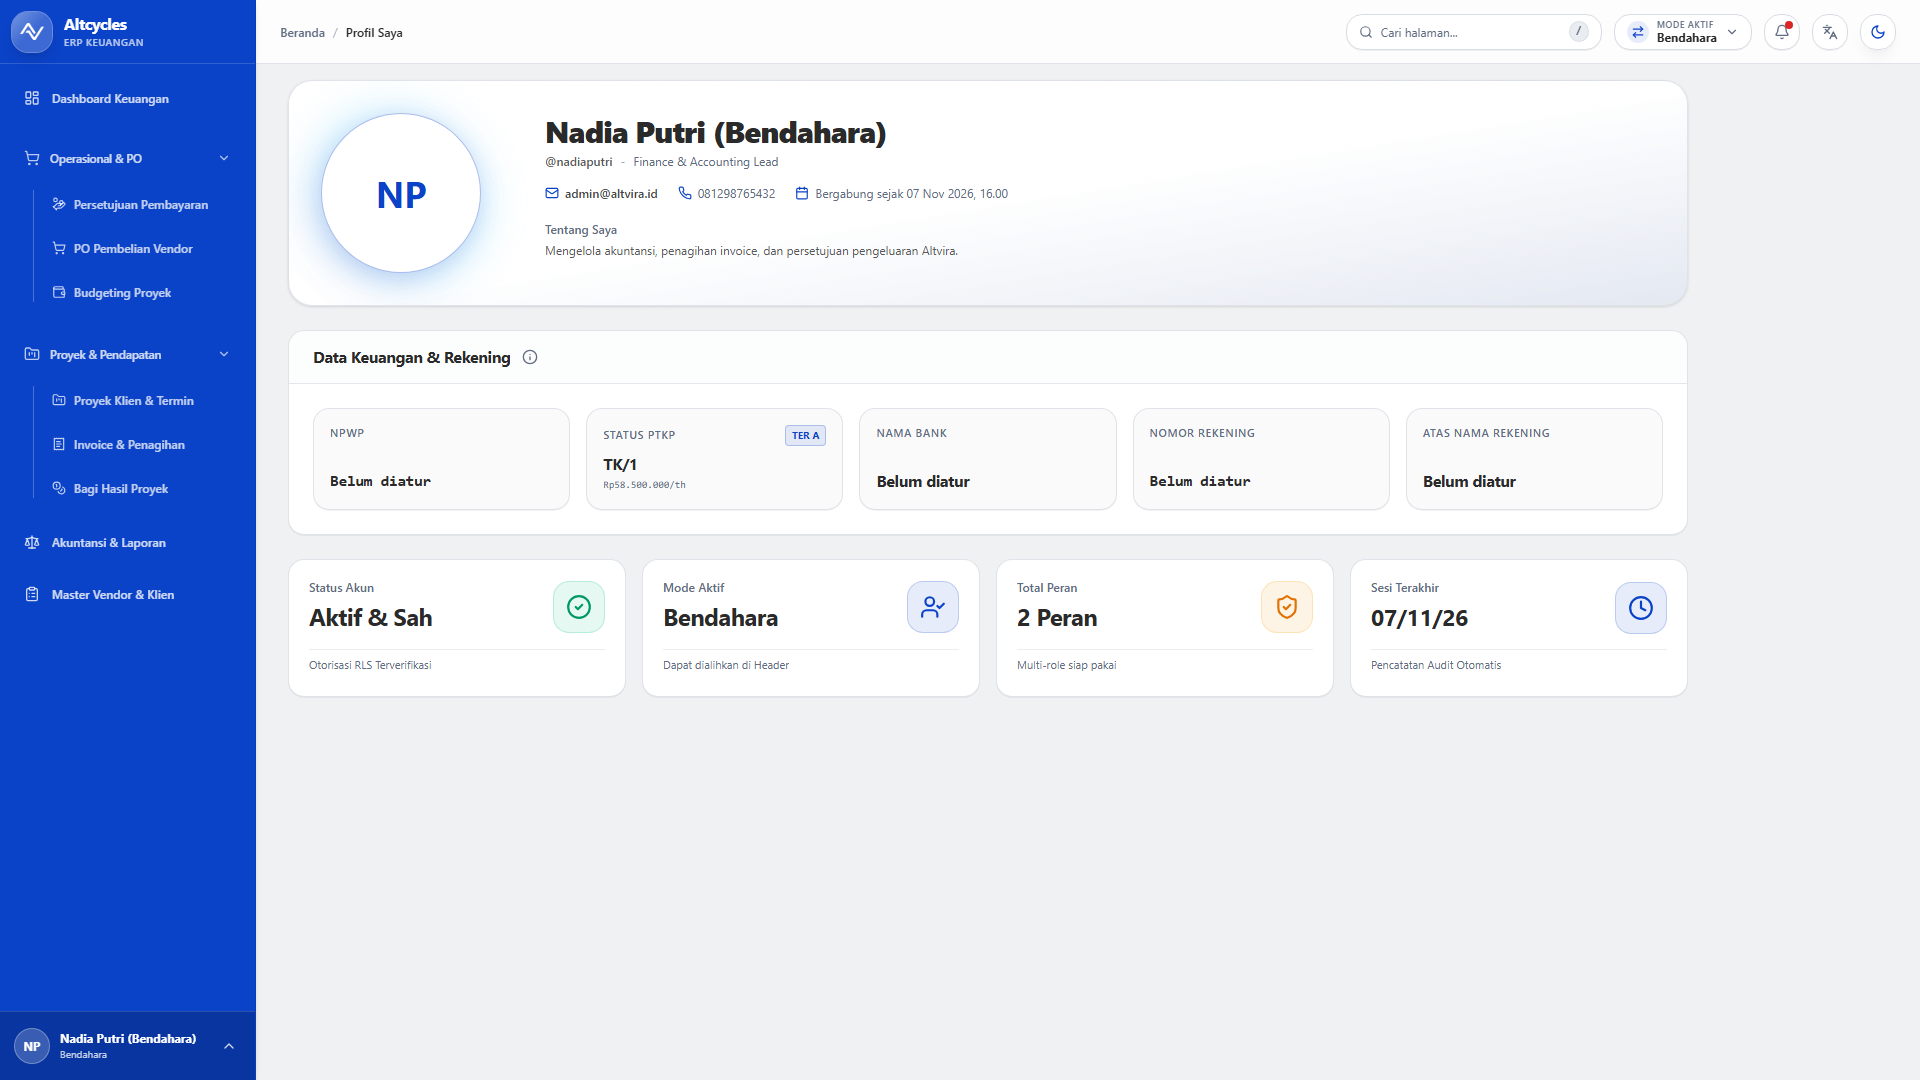 Altcycles
ERP KEUANGAN
Dashboard Keuangan
Operasional & PO
Persetujuan Pembayaran
PO Pembelian Vendor
Budgeting Proyek
Proyek & Pendapatan
Proyek Klien & Termin
Invoice & Penagihan
Bagi Hasil Proyek
Akuntansi & Laporan
Master Vendor & Klien
NP
Nadia Putri (Bendahara)
Bendahara
Beranda / Profil Saya
Cari halaman... /
MODE AKTIF
Bendahara
NP
Nadia Putri (Bendahara)
@nadiaputri - Finance & Accounting Lead
admin@altvira.id 081298765432 Bergabung sejak 07 Nov 2026, 16.00
Tentang Saya
Mengelola akuntansi, penagihan invoice, dan persetujuan pengeluaran Altvira.
Data Keuangan & Rekening
NPWP
Belum diatur
STATUS PTKP TER A
TK/1
Rp58.500.000/th
NAMA BANK
Belum diatur
NOMOR REKENING
Belum diatur
ATAS NAMA REKENING
Belum diatur
Status Akun
Aktif & Sah
Otorisasi RLS Terverifikasi
Mode Aktif
Bendahara
Dapat dialihkan di Header
Total Peran
2 Peran
Multi-role siap pakai
Sesi Terakhir
07/11/26
Pencatatan Audit Otomatis